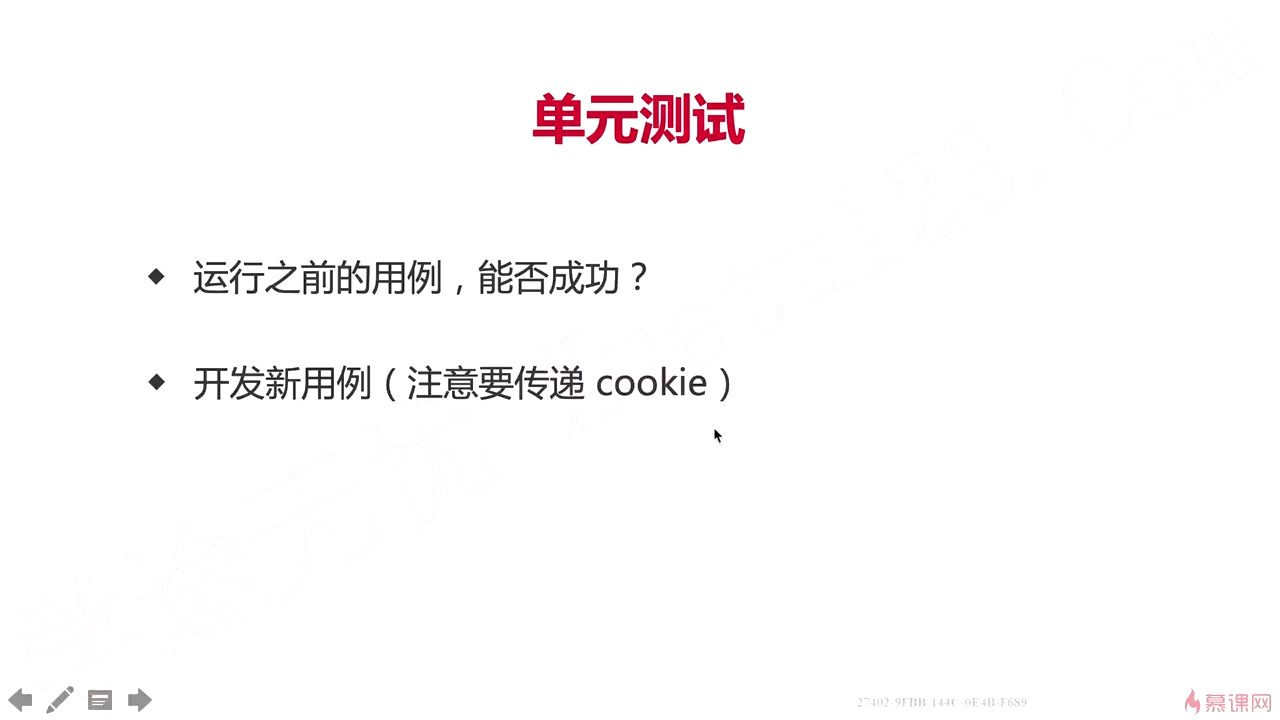 单元测试
运行之前的用例，能否成功？
开发新用例（注意要传递 cookie）
27402-9FBB-144C-0E4B-F689
慕课网